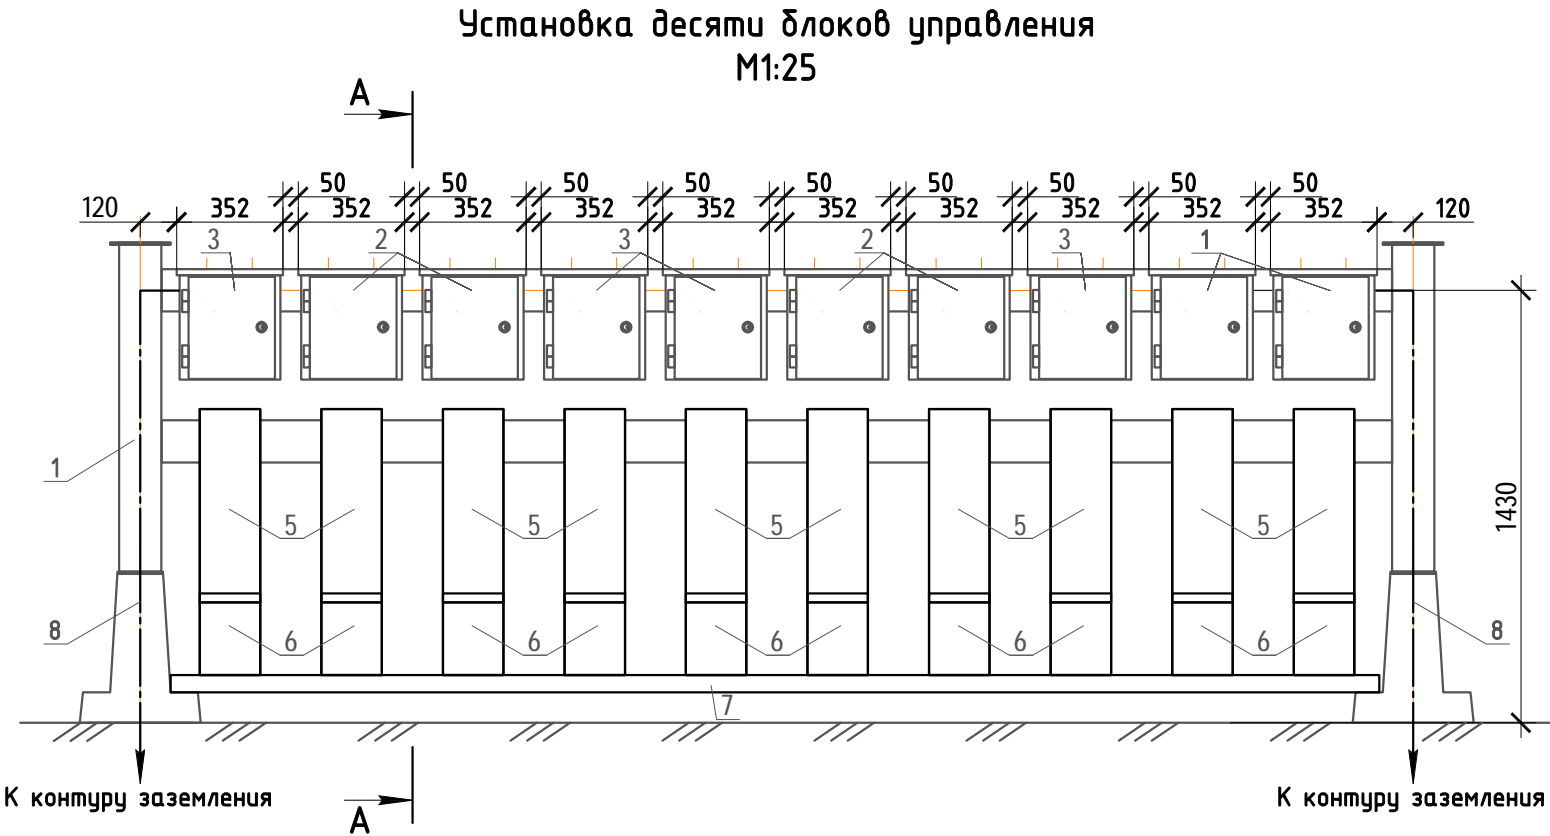 Установка десяти блоков управления
М1:25
А
50 50 50 50 50 50 50 50 50
120 352 352 352 352 352 352 352 352 352 352 120
3 2 3 2 3 1
1
1430
5 5 5 5 5
8 6 6 6 6 6 8
7
К контуру заземления К контуру заземления
А